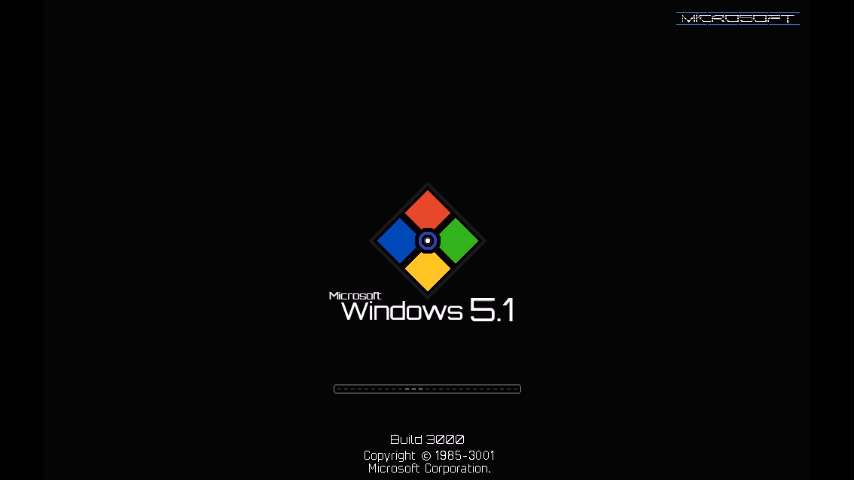 MICROSOFT
Microsoft
Windows 5.1
Build 3000
Copyright © 1985-3001
Microsoft Corporation.